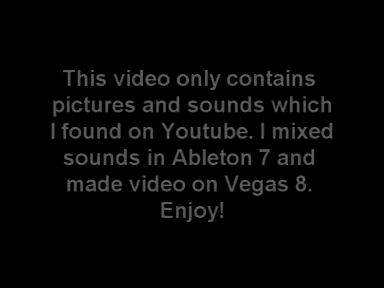 This video only contains
pictures and sounds which
I found on Youtube. I mixed
sounds in Ableton 7 and
made video on Vegas 8.
Enjoy!